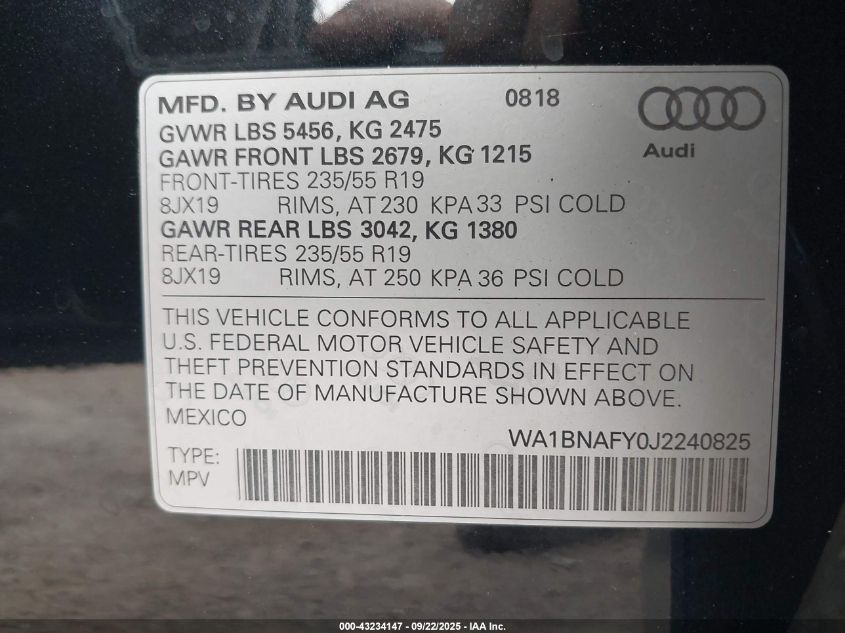 MFD. BY AUDI AG 0818
GVWR LBS 5456, KG 2475
GAWR FRONT LBS 2679, KG 1215
Audi
FRONT-TIRES 235/55 R19
8JX19 RIMS, AT 230 KPA 33 PSI COLD
GAWR REAR LBS 3042, KG 1380
REAR-TIRES 235/55 R19
8JX19 RIMS, AT 250 KPA 36 PSI COLD
THIS VEHICLE CONFORMS TO ALL APPLICABLE
U.S. FEDERAL MOTOR VEHICLE SAFETY AND
THEFT PREVENTION STANDARDS IN EFFECT ON
THE DATE OF MANUFACTURE SHOWN ABOVE.
MEXICO
WA1BNAFY0J2240825
TYPE:
MPV
000-43234147 - 09/22/2025 - IAA Inc.